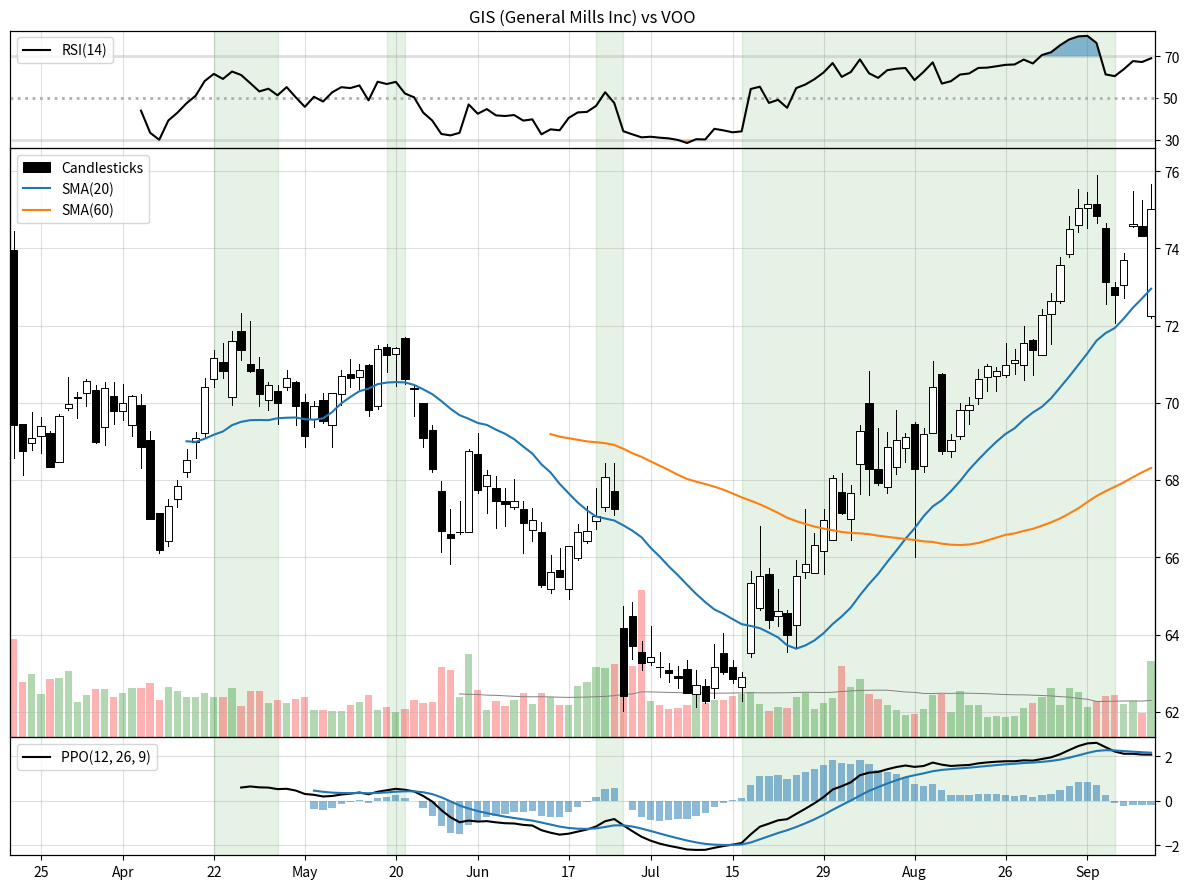 GIS (General Mills Inc) vs VOO
RSI(14)
70
50
30
Candlesticks
SMA(20)
SMA(60)
76
74
72
70
68
66
64
62
PPO(12, 26, 9)
2
0
−2
25 Apr 22 May 20 Jun 17 Jul 15 29 Aug 26 Sep